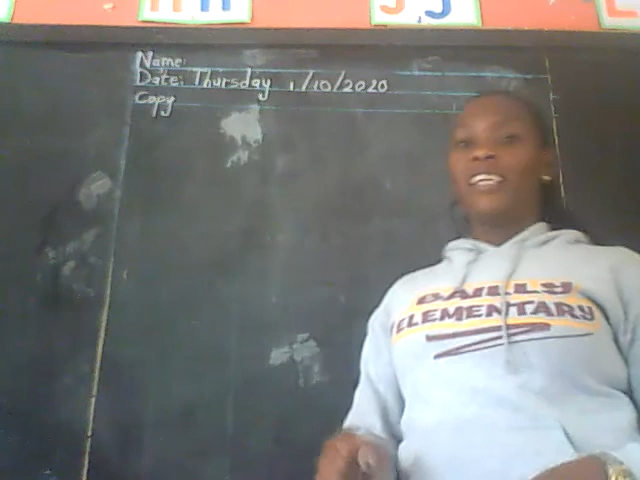 H H
J J
Name:
Date: Thursday 1/10/2020
Copy
BAILLY
ELEMENTARY